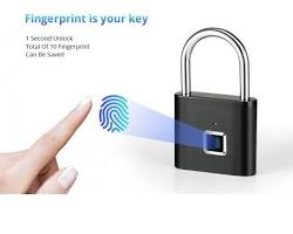 Fingerprint is your key
1 Second Unlock
Total Of 10 Fingerprint
Can Be Saved